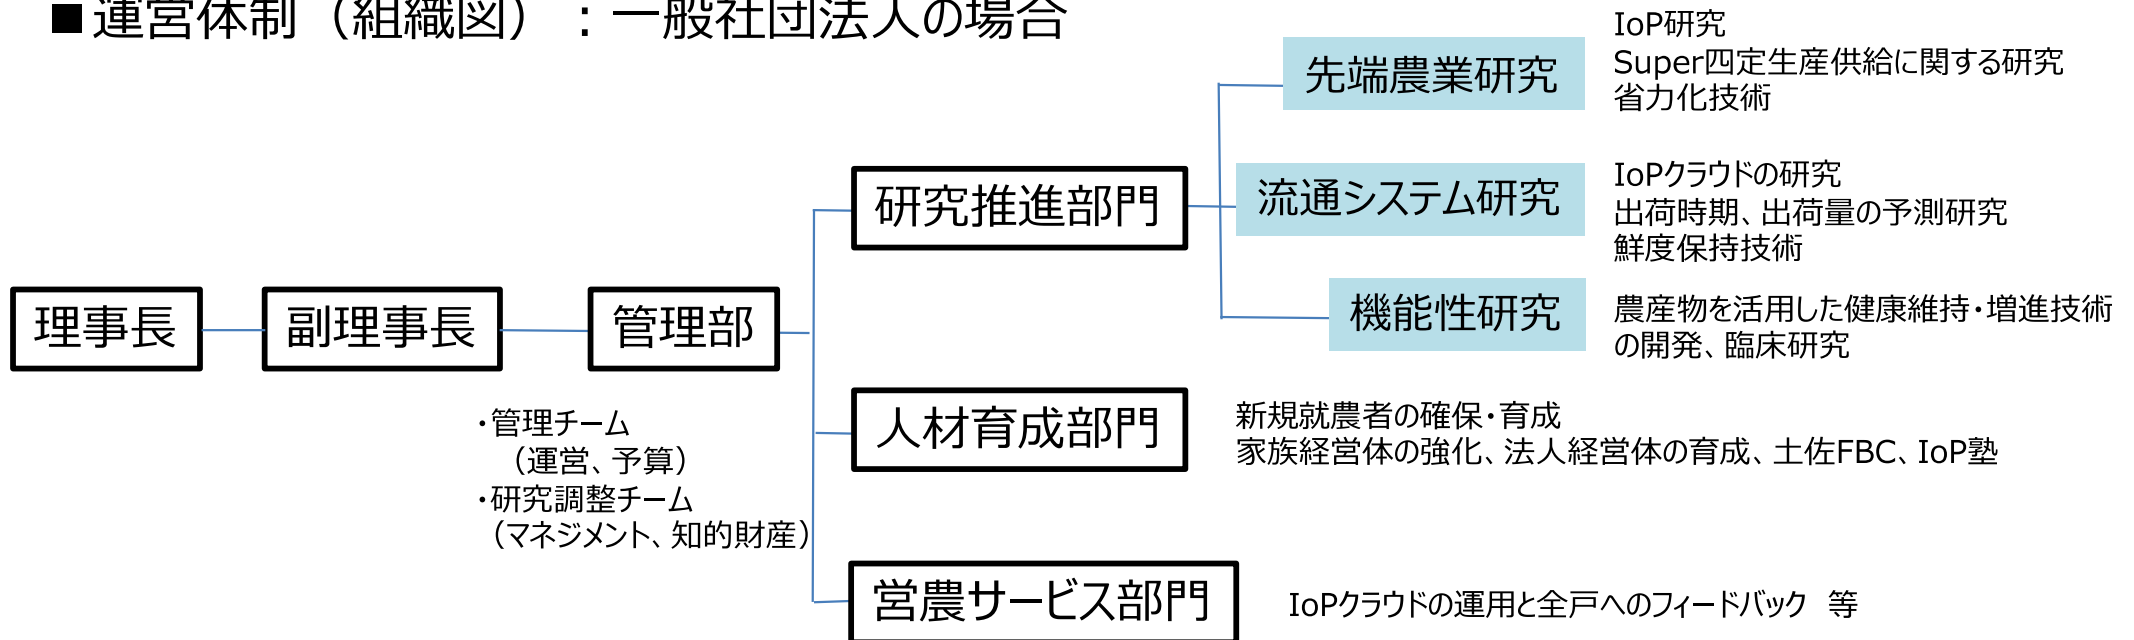 ■運営体制（組織図）：一般社団法人の場合
理事長
副理事長
管理部
・管理チーム
（運営、予算）
・研究調整チーム
（マネジメント、知的財産）
研究推進部門
先端農業研究
IoP研究
Super四定生産供給に関する研究
省力化技術
流通システム研究
IoPクラウドの研究
出荷時期、出荷量の予測研究
鮮度保持技術
機能性研究
農産物を活用した健康維持・増進技術
の開発、臨床研究
人材育成部門
新規就農者の確保・育成
家族経営体の強化、法人経営体の育成、土佐FBC、IoP塾
営農サービス部門
IoPクラウドの運用と全戸へのフィードバック　等